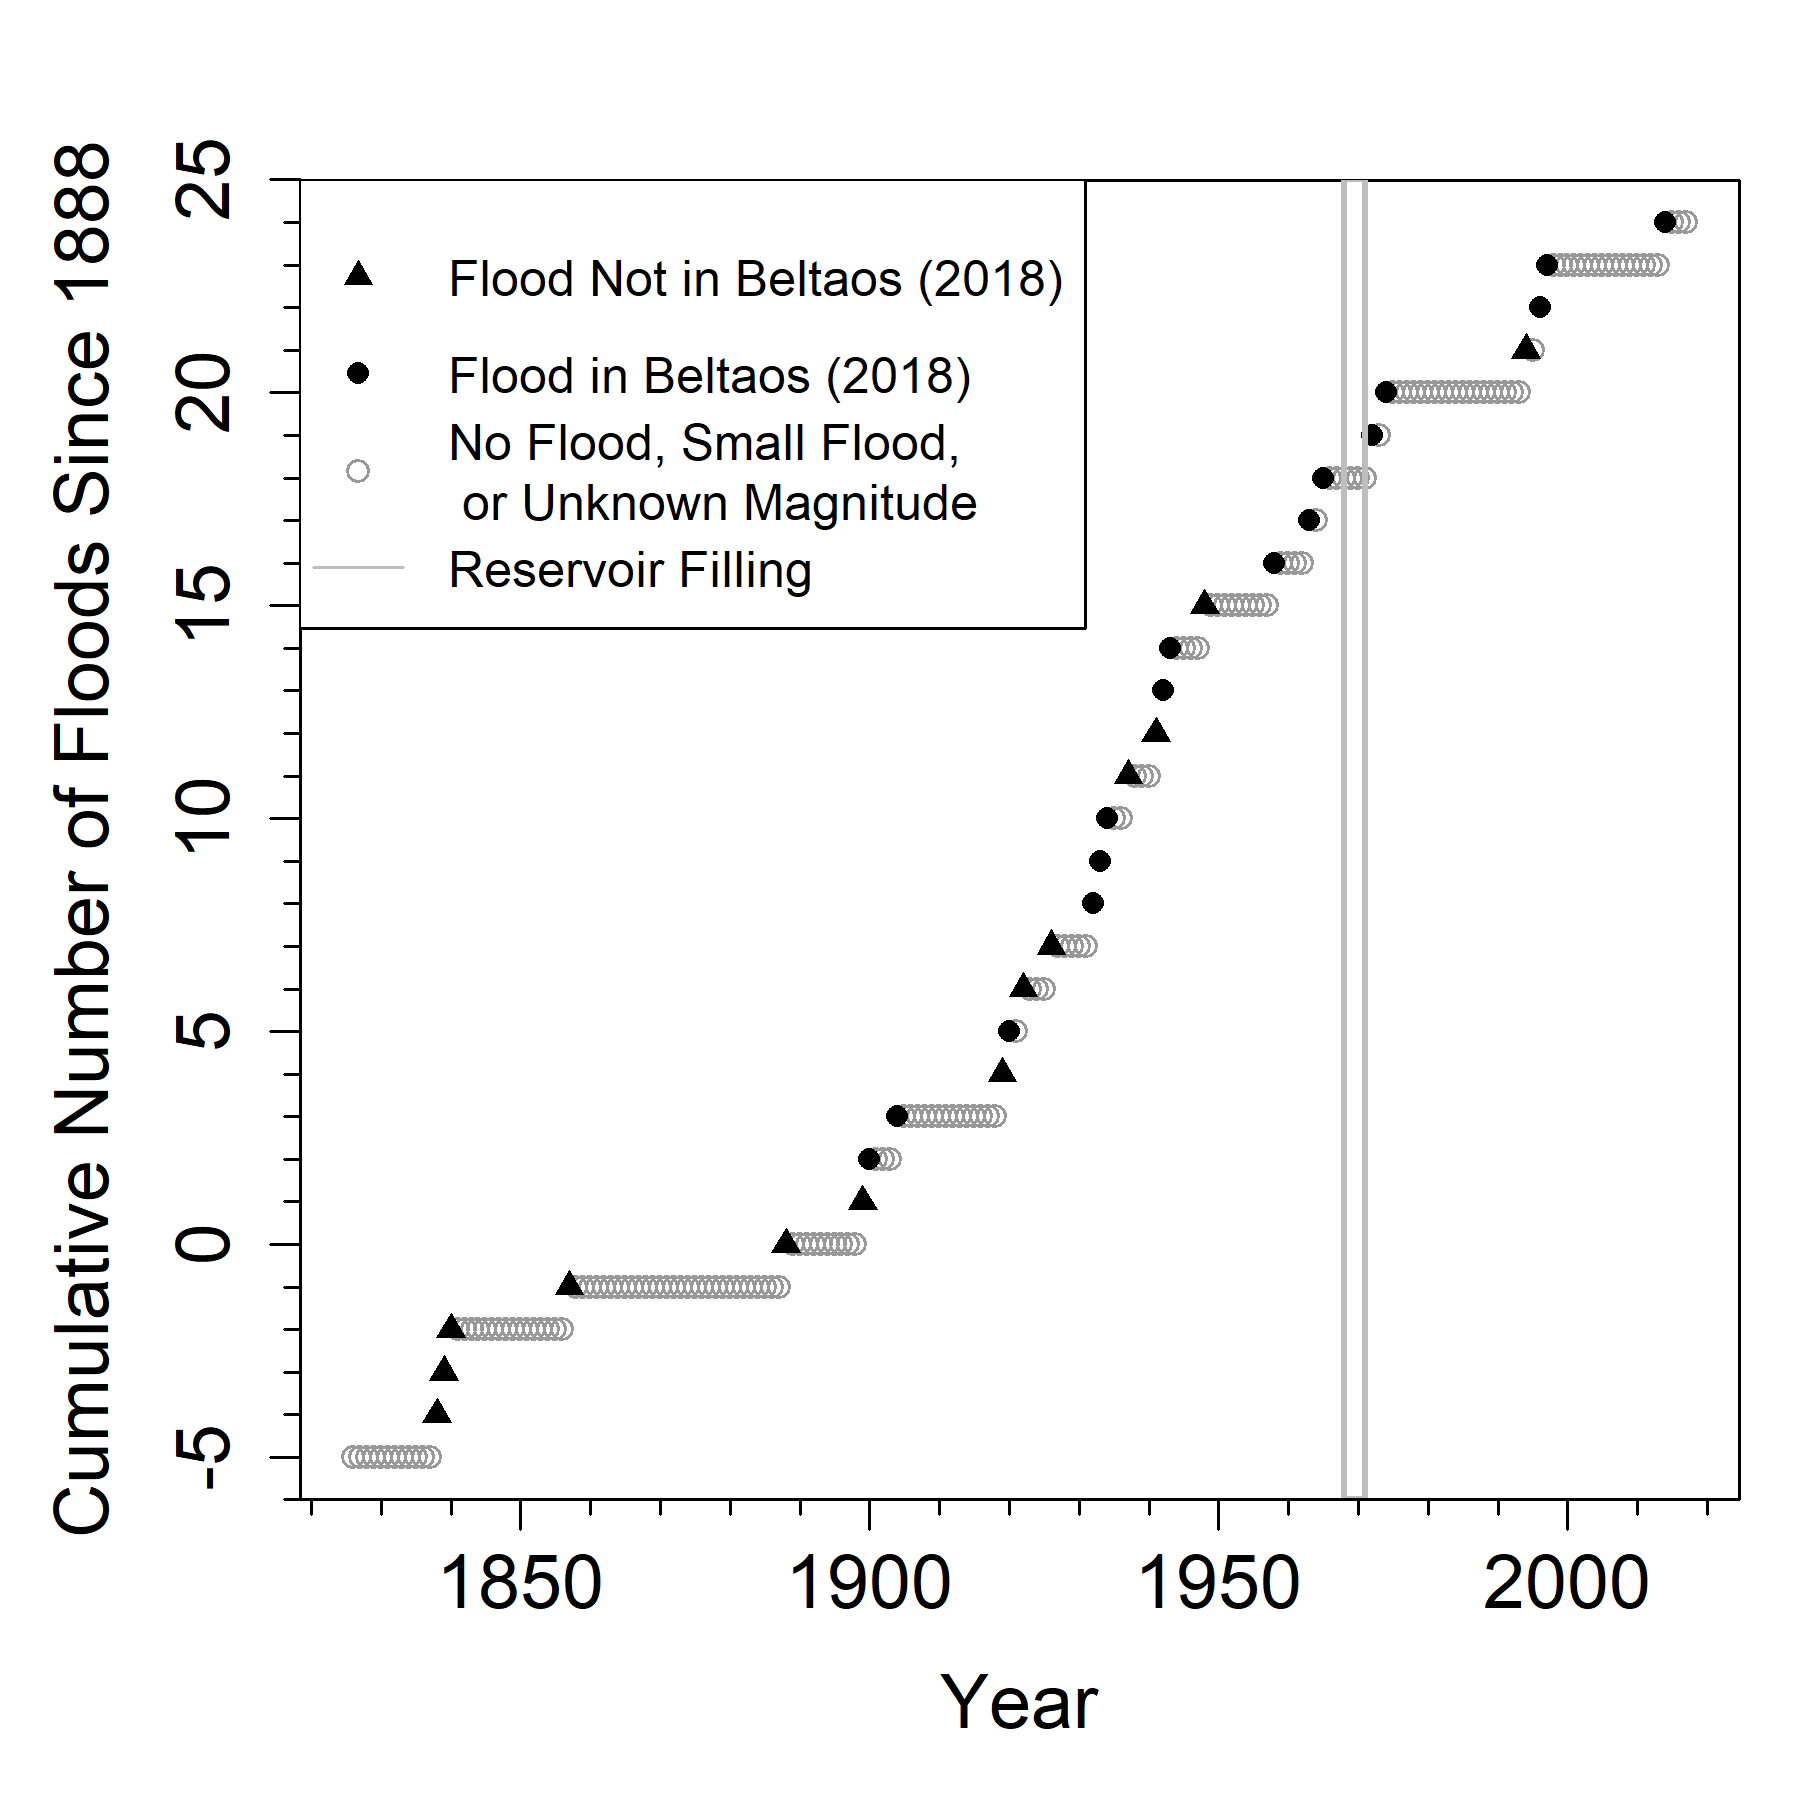 Cumulative Number of Floods Since 1888
25
20
15
10
5
0
-5
Flood Not in Beltaos (2018)
Flood in Beltaos (2018)
No Flood, Small Flood,
or Unknown Magnitude
Reservoir Filling
1850 1900 1950 2000
Year